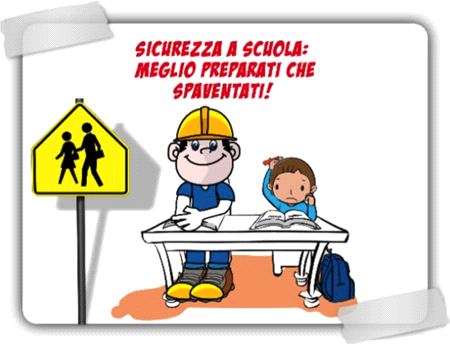 SICUREZZA A SCUOLA:
MEGLIO PREPARATI CHE
SPAVENTATI!